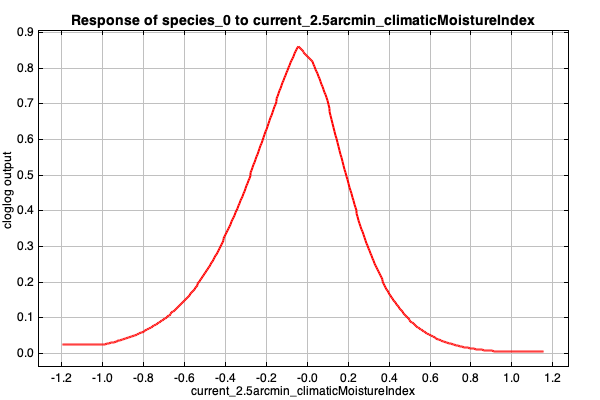 Response of species_0 to current_2.5arcmin_climaticMoistureIndex
0.9
0.8
0.7
0.6
0.5
0.4
0.3
0.2
0.1
0.0
cloglog output
-1.2 -1.0 -0.8 -0.6 -0.4 -0.2 -0.0 0.2 0.4 0.6 0.8 1.0 1.2
current_2.5arcmin_climaticMoistureIndex